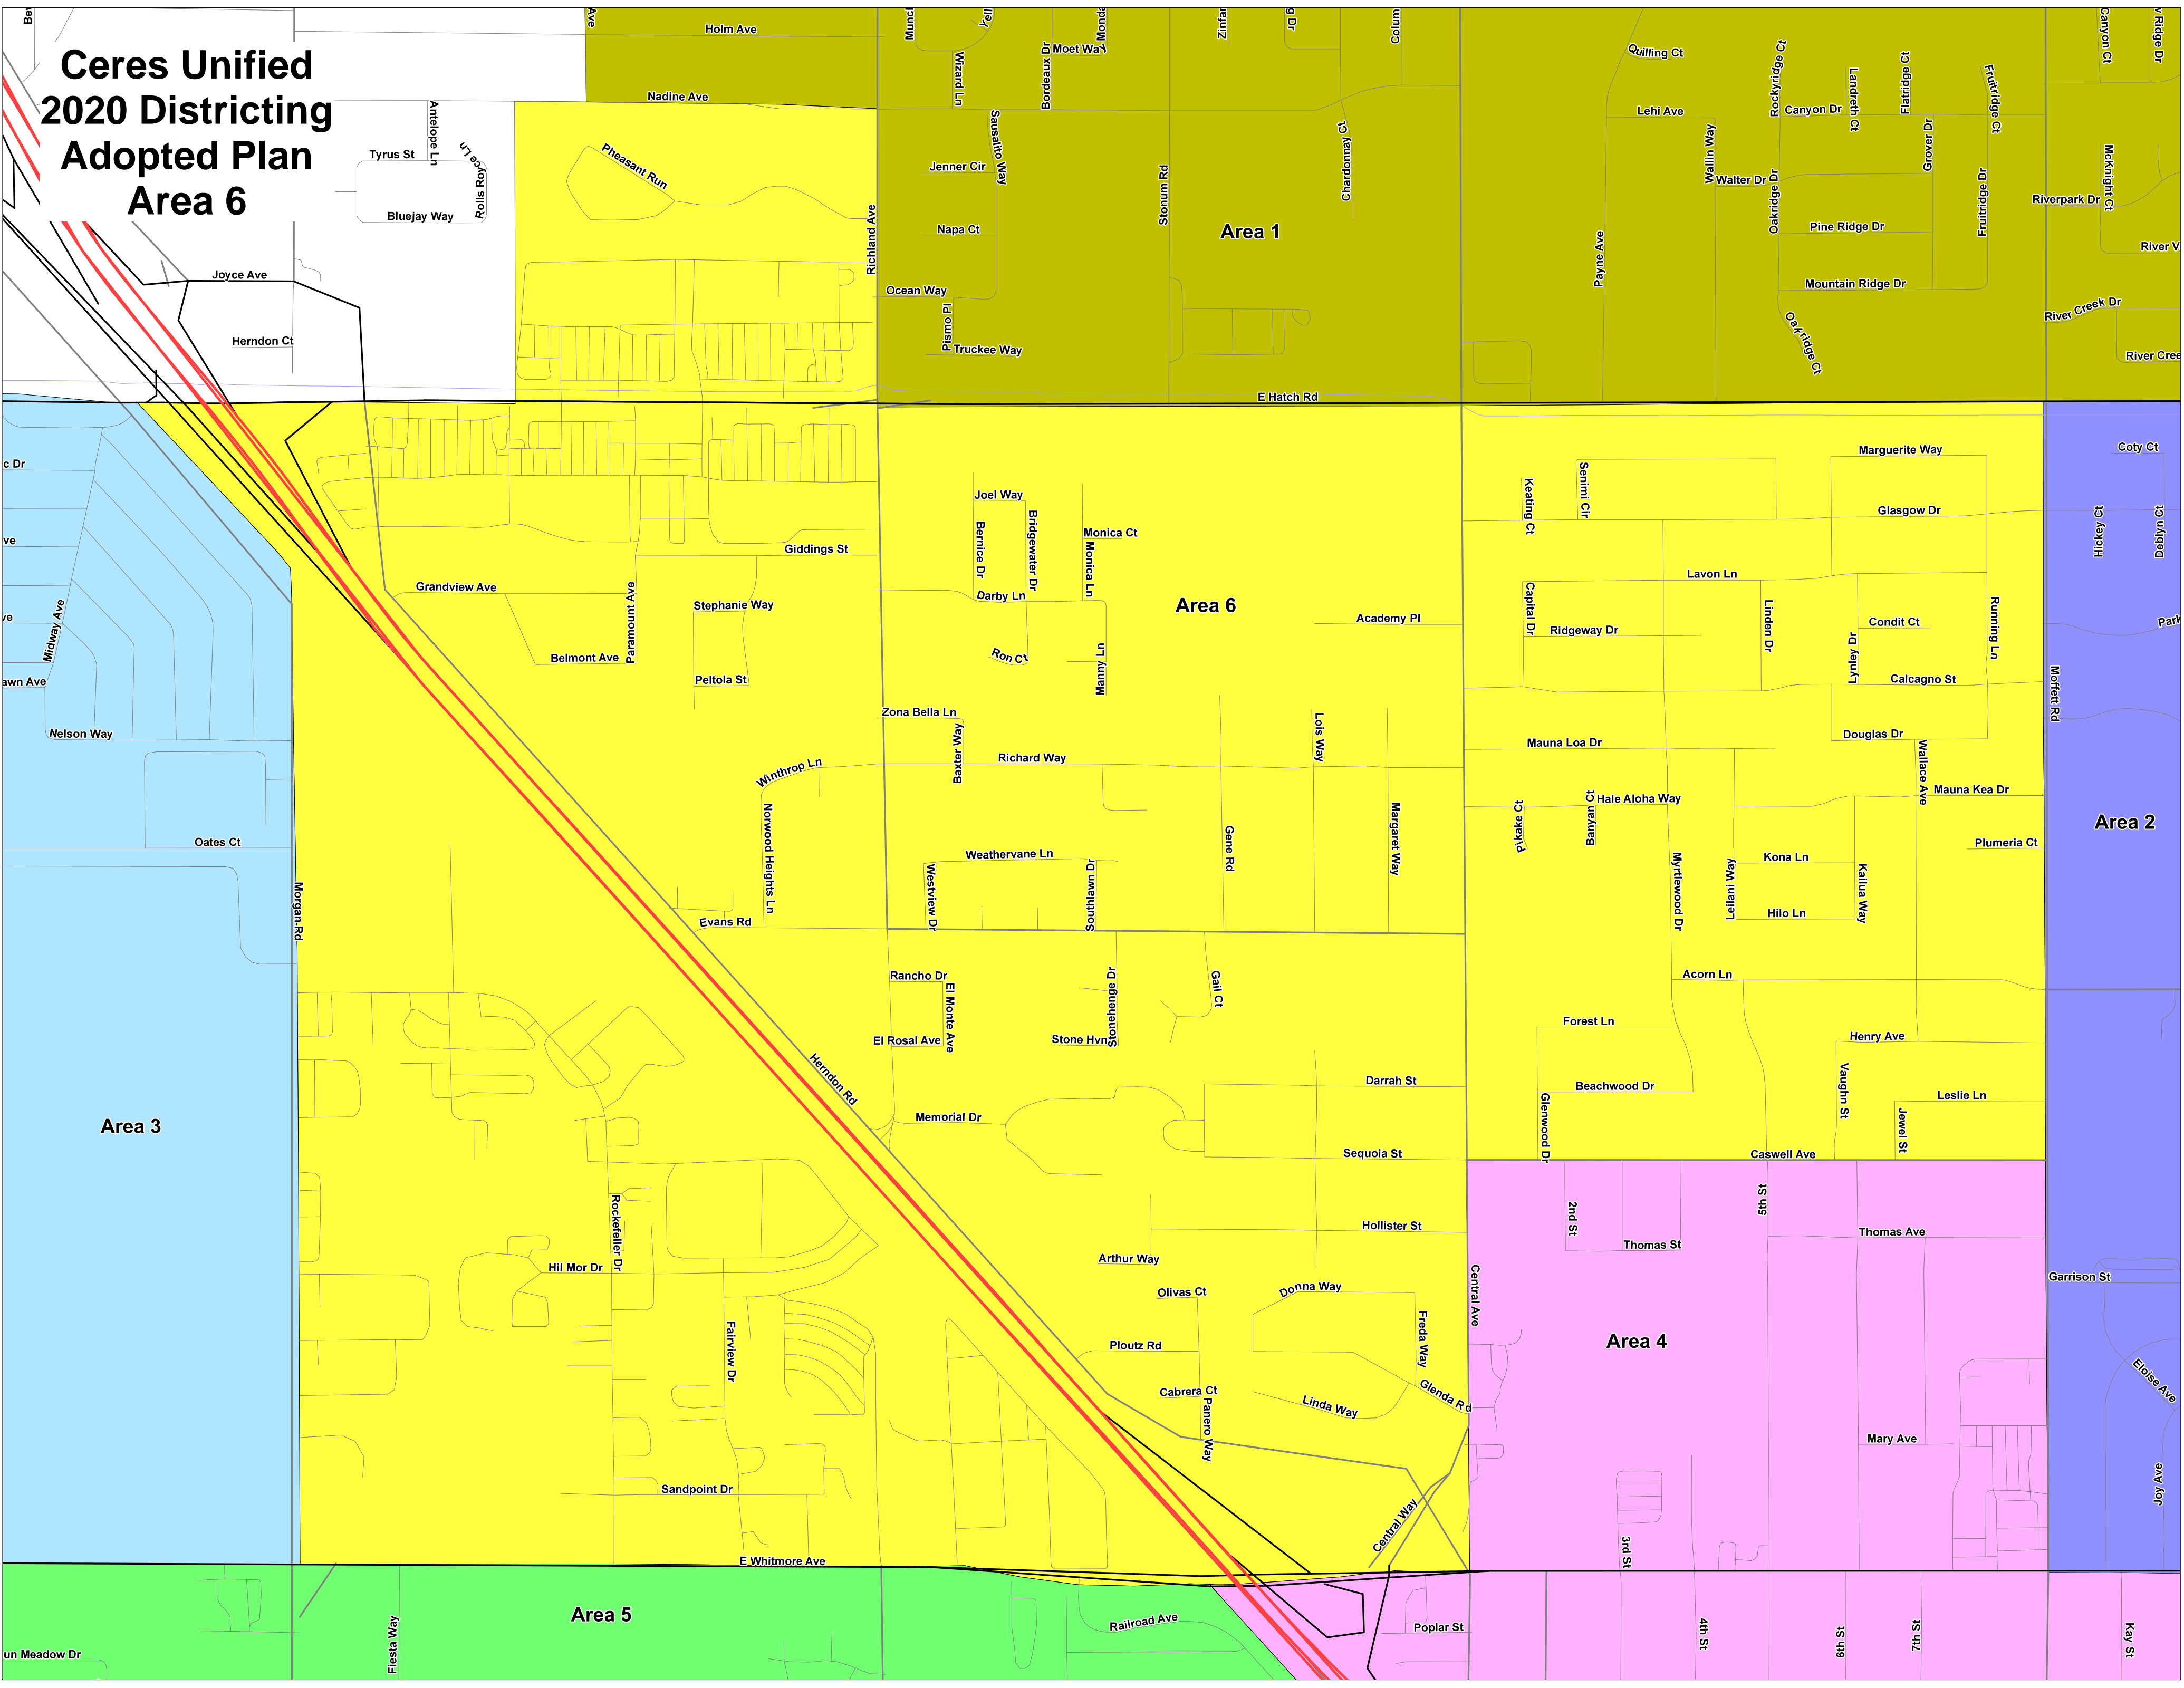 Ceres Unified
2020 Districting
Adopted Plan
Area 6
Holm Ave
Nadine Ave
Moet Way
Bordeaux Dr
Wizard Ln
Quilling Ct
Rockyridge Ct
Landreth Ct
Flatridge Ct
Fruitridge Ct
Canyon Ct
Ridge Dr
Lehi Ave
Canyon Dr
Grover Dr
Wallin Way
Walter Dr
Oakridge Dr
Fruitridge Dr
McKnight Ct
Riverpark Dr
Antelope Ln
Tyrus St
Rolls Royce Ln
Bluejay Way
Pheasant Run
Sausalito Way
Jenner Cir
Stonum Rd
Chardonnay Ct
Richland Ave
Napa Ct
Area 1
Payne Ave
Pine Ridge Dr
Joyce Ave
Ocean Way
Mountain Ridge Dr
River Creek Dr
Herndon Ct
Pismo Pl
Truckee Way
Oakridge Ct
E Hatch Rd
Marguerite Way
Coty Ct
Joel Way
Keating Ct
Senimi Cir
Glasgow Dr
Hickey Ct
Deblyn Ct
Bernice Dr
Bridgewater Dr
Monica Ct
Monica Ln
Giddings St
Grandview Ave
Paramount Ave
Stephanie Way
Darby Ln
Area 6
Academy Pl
Capital Dr
Lavon Ln
Linden Dr
Ridgeway Dr
Condit Ct
Lynley Dr
Running Ln
Midway Ave
Belmont Ave
Ron Ct
Manny Ln
Peltola St
Calcagno St
Moffett Rd
Nelson Way
Zona Bella Ln
Baxter Way
Richard Way
Lois Way
Mauna Loa Dr
Douglas Dr
Wallace Ave
Winthrop Ln
Norwood Heights Ln
Hale Aloha Way
Pikake Ct
Banyan Ct
Mauna Kea Dr
Area 2
Oates Ct
Gene Rd
Margaret Way
Plumeria Ct
Weathervane Ln
Westview Dr
Southlawn Dr
Myrtlewood Dr
Leilani Way
Kona Ln
Kailua Way
Hilo Ln
Morgan Rd
Evans Rd
Rancho Dr
El Monte Ave
Stonehenge Dr
Gail Ct
Acorn Ln
El Rosal Ave
Stone Hvn
Forest Ln
Henry Ave
Herndon Rd
Darrah St
Beachwood Dr
Vaughn St
Leslie Ln
Jewel St
Area 3
Memorial Dr
Glenwood Dr
Sequoia St
Caswell Ave
Rockefeller Dr
2nd St
5th St
Hollister St
Thomas St
Thomas Ave
Arthur Way
Hil Mor Dr
Central Ave
Garrison St
Olivas Ct
Donna Way
Fairview Dr
Ploutz Rd
Freda Way
Area 4
Cabrera Ct
Panero Way
Linda Way
Glenda Rd
Eloise Ave
Mary Ave
Sandpoint Dr
Central Way
3rd St
Joy Ave
E Whitmore Ave
Area 5
Fiesta Way
Railroad Ave
Poplar St
4th St
6th St
7th St
Kay St
un Meadow Dr